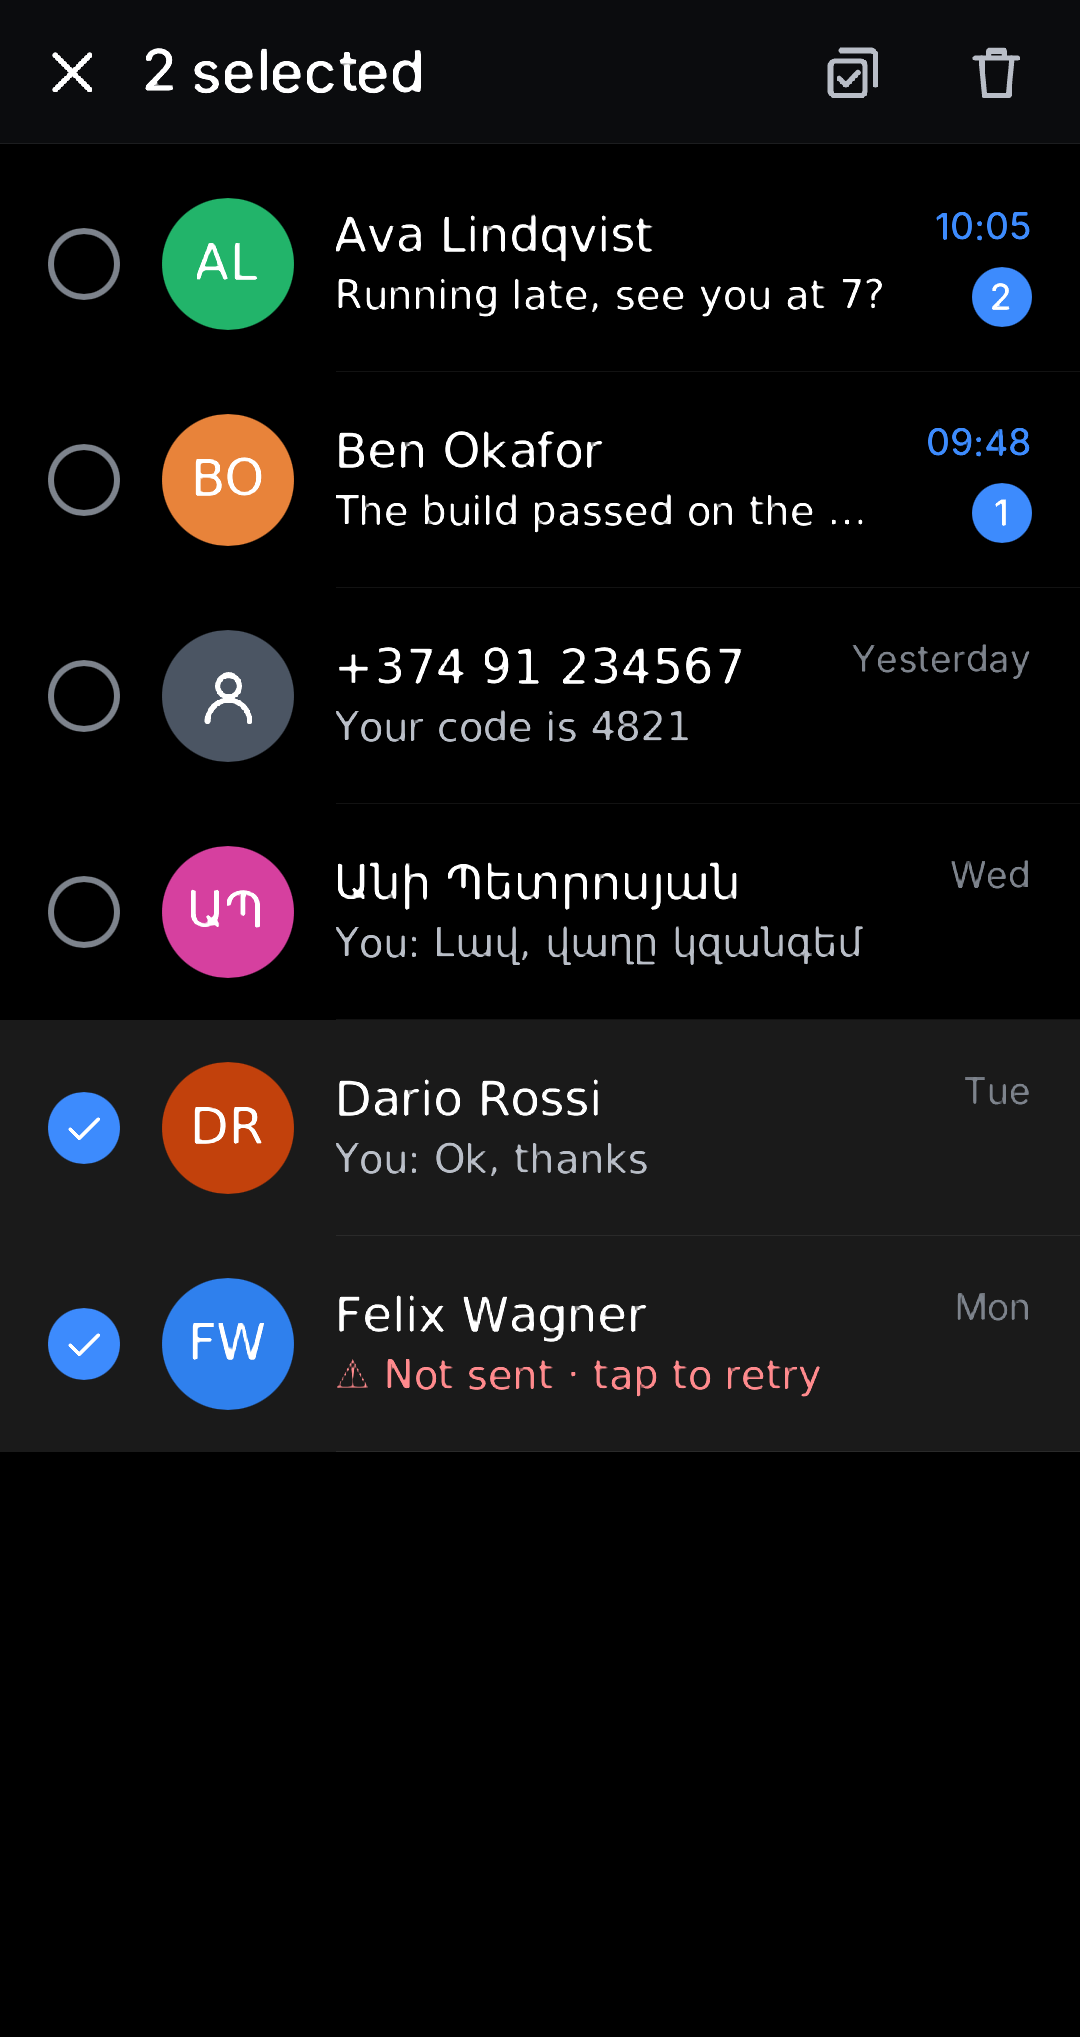 2 selected
AL
Ava Lindqvist
10:05
Running late, see you at 7?
2
BO
Ben Okafor
09:48
The build passed on the ...
1
+374 91 234567
Yesterday
Your code is 4821
ԱՊ
Անի Պետրոսյան
Wed
You: Լավ, վաղը կզանգեմ
DR
Dario Rossi
Tue
You: Ok, thanks
FW
Felix Wagner
Mon
⚠ Not sent · tap to retry